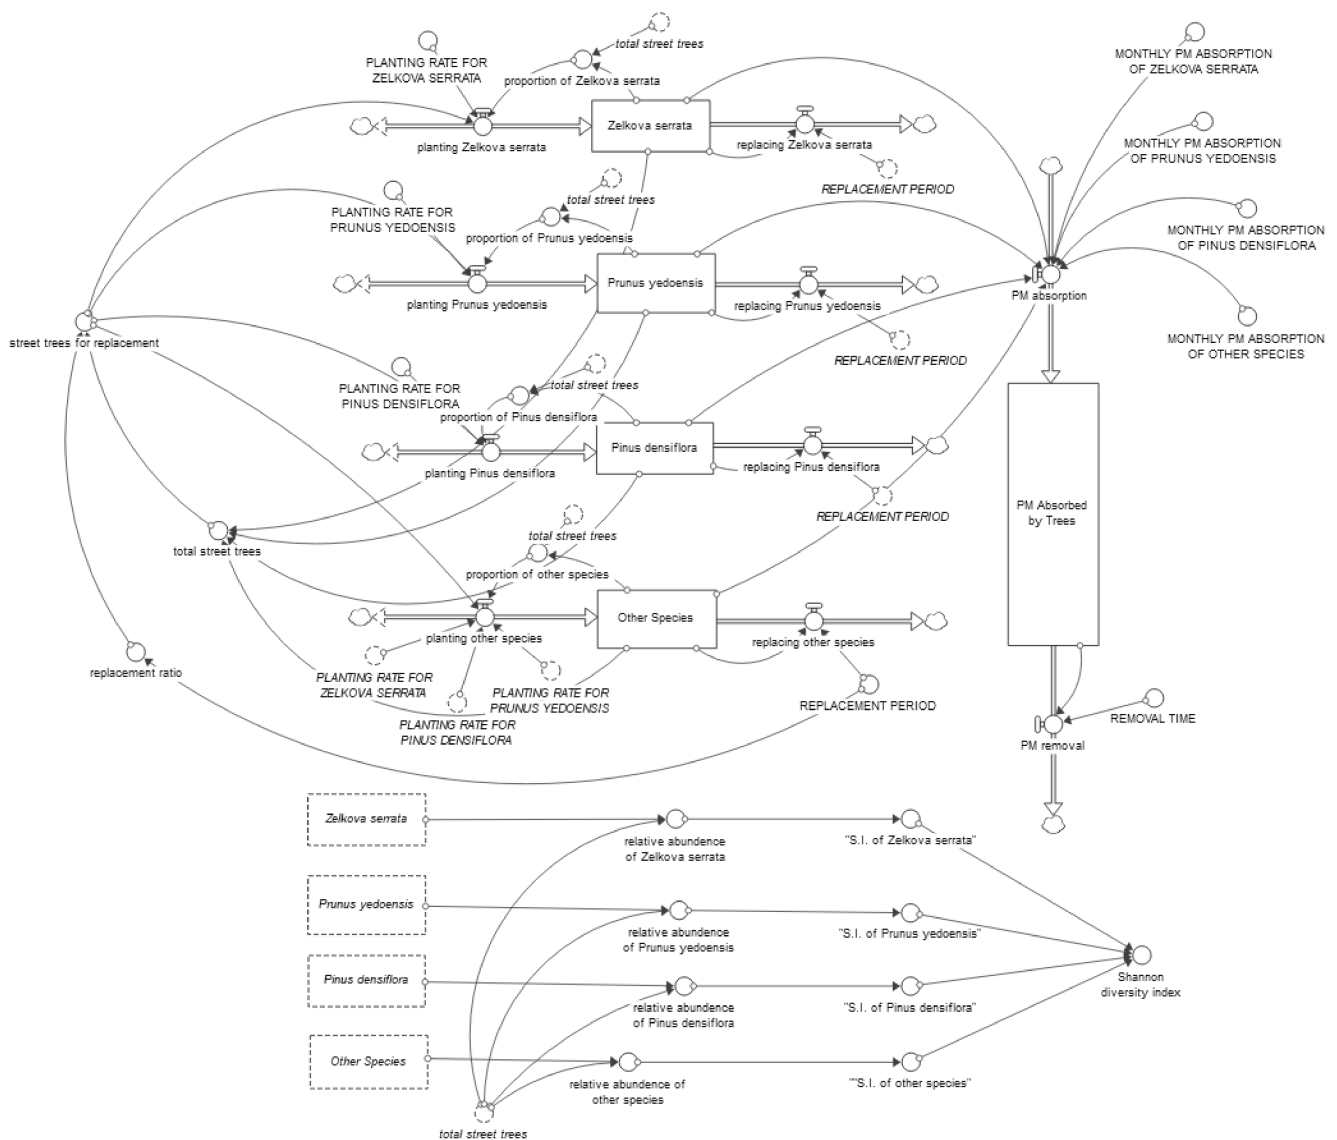 total street trees
PLANTING RATE FOR
ZELKOVA SERRATA
proportion of Zelkova serrata
MONTHLY PM ABSORPTION
OF ZELKOVA SERRATA
Zelkova serrata
planting Zelkova serrata
replacing Zelkova serrata
REPLACEMENT PERIOD
MONTHLY PM ABSORPTION
OF PRUNUS YEDOENSIS
total street trees
PLANTING RATE FOR
PRUNUS YEDOENSIS
proportion of Prunus yedoensis
MONTHLY PM ABSORPTION
OF PINUS DENSIFLORA
Prunus yedoensis
planting Prunus yedoensis
replacing Prunus yedoensis
PM absorption
street trees for replacement
REPLACEMENT PERIOD
MONTHLY PM ABSORPTION
OF OTHER SPECIES
total street trees
PLANTING RATE FOR
PINUS DENSIFLORA
proportion of Pinus densiflora
Pinus densiflora
planting Pinus densiflora
replacing Pinus densiflora
REPLACEMENT PERIOD
PM Absorbed
by Trees
total street trees
total street trees
proportion of other species
Other Species
planting other species
replacing other species
replacement ratio
PLANTING RATE FOR
ZELKOVA SERRATA
PLANTING RATE FOR
PRUNUS YEDOENSIS
PLANTING RATE FOR
PINUS DENSIFLORA
REPLACEMENT PERIOD
REMOVAL TIME
PM removal
Zelkova serrata
relative abundance
of Zelkova serrata
"S.I. of Zelkova serrata"
Prunus yedoensis
relative abundance
of Prunus yedoensis
"S.I. of Prunus yedoensis"
Pinus densiflora
relative abundance
of Pinus densiflora
"S.I. of Pinus densiflora"
Shannon
diversity index
Other Species
relative abundance of
other species
""S.I. of other species"
total street trees